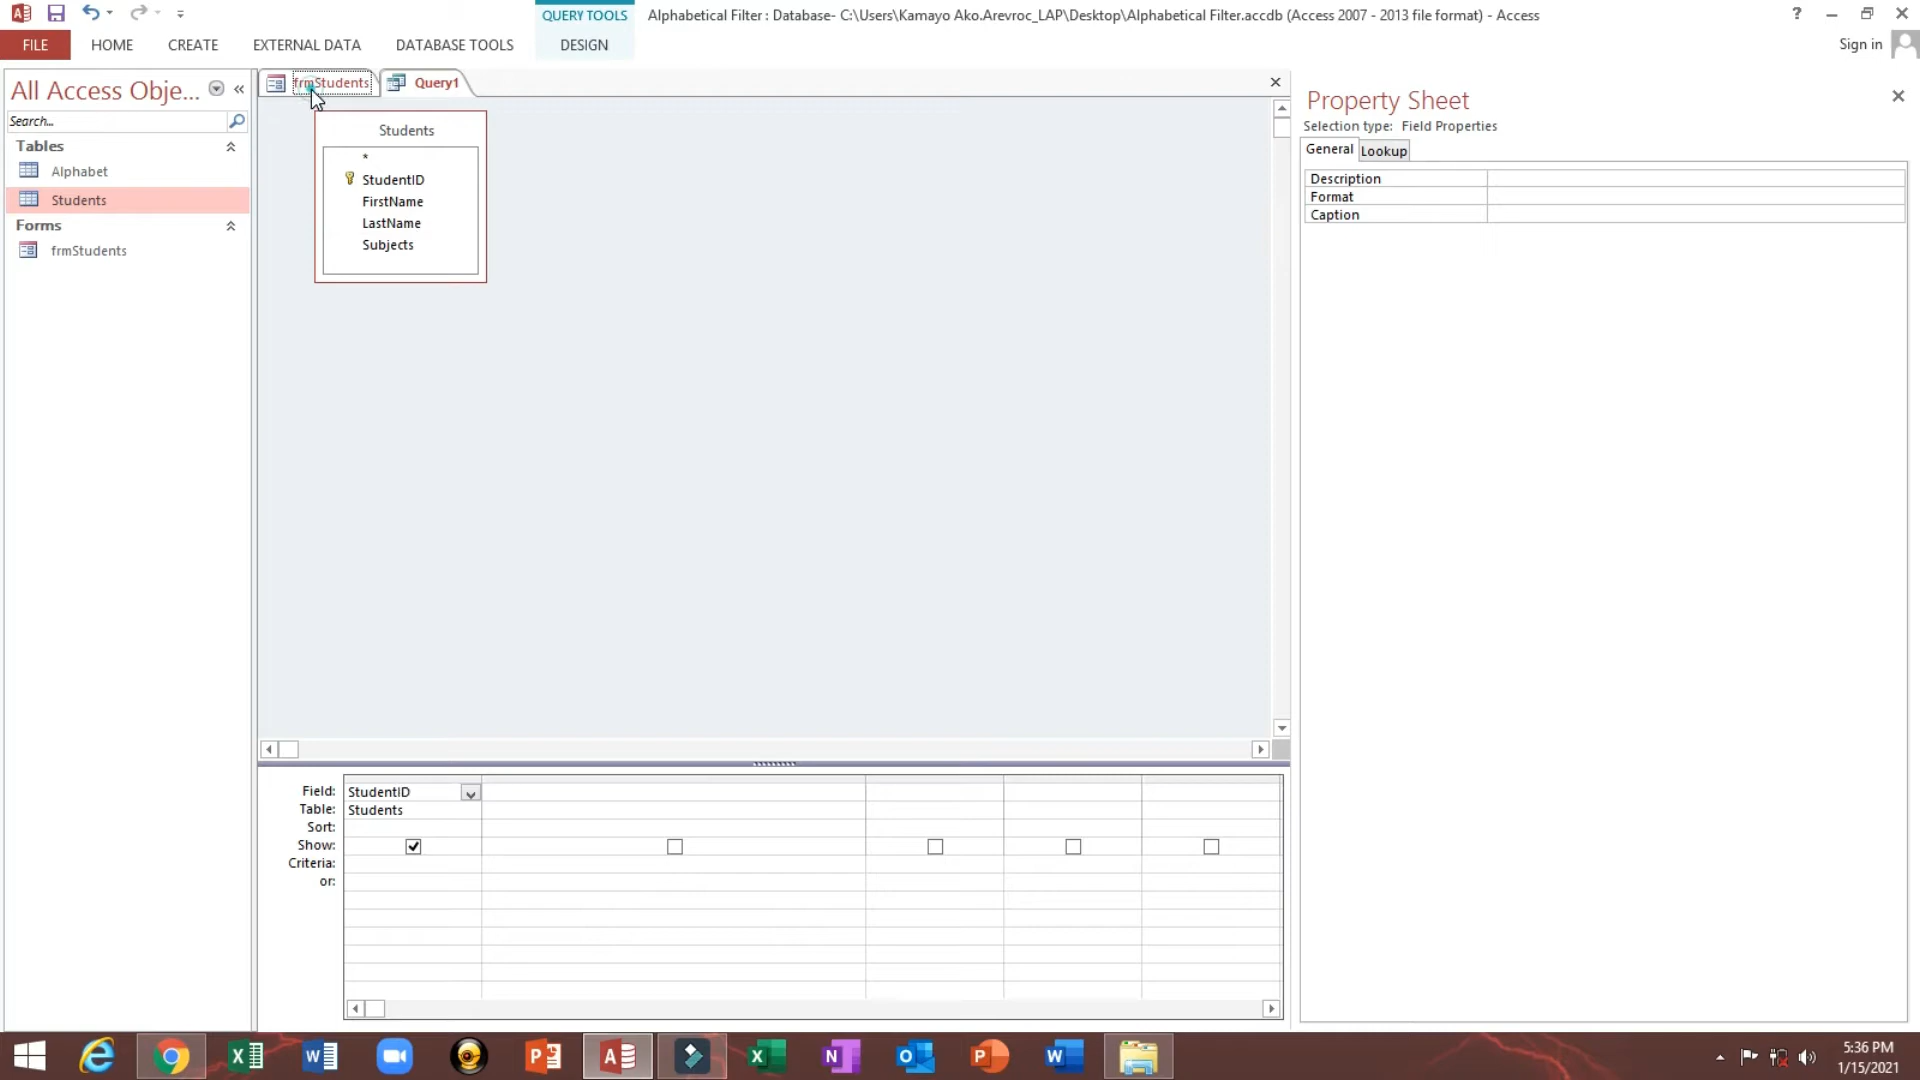 QUERY TOOLS
Alphabetical Filter : Database- C:\Users\Kamayo Ako.Arevroc_LAP\Desktop\Alphabetical Filter.accdb (Access 2007 - 2013 file format) - Access
FILE
HOME
CREATE
EXTERNAL DATA
DATABASE TOOLS
DESIGN
Sign in
All Access Obje...
Search...
Tables
Alphabet
Students
Forms
frmStudents
frmStudents
Query1
Students
*
StudentID
FirstName
LastName
Subjects
Property Sheet
Selection type: Field Properties
General
Lookup
Description
Format
Caption
Field: StudentID
Table: Students
Sort:
Show:
Criteria:
or:
5:36 PM
1/15/2021